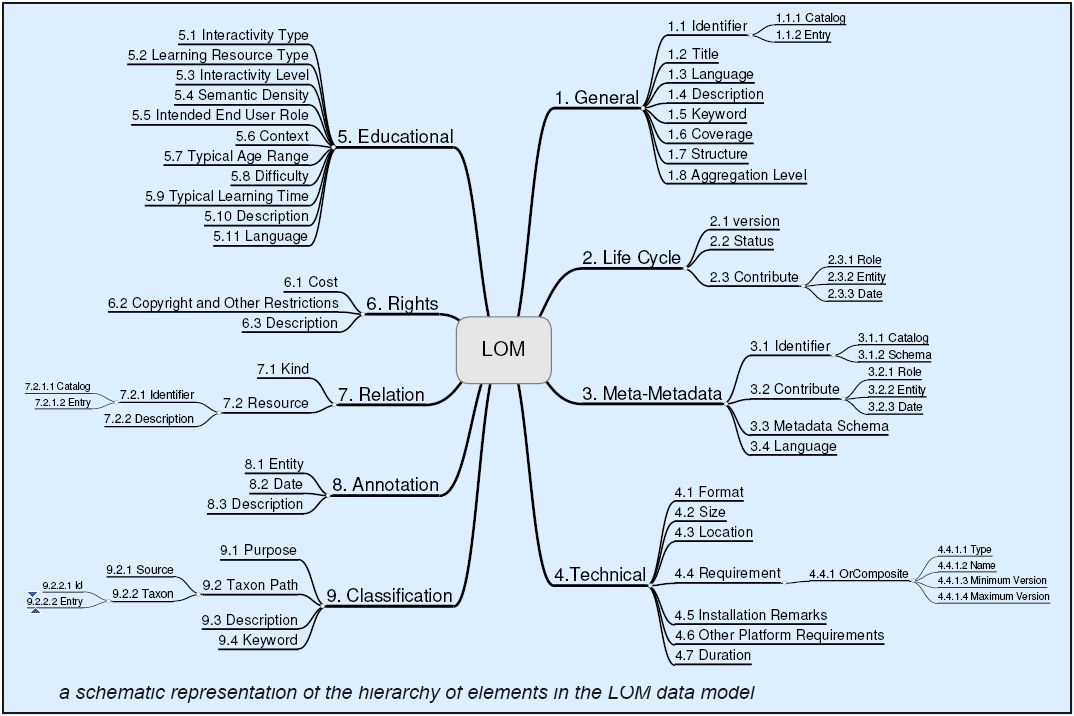 LOM
1. General
1.1 Identifier
1.1.1 Catalog
1.1.2 Entry
1.2 Title
1.3 Language
1.4 Description
1.5 Keyword
1.6 Coverage
1.7 Structure
1.8 Aggregation Level
2. Life Cycle
2.1 version
2.2 Status
2.3 Contribute
2.3.1 Role
2.3.2 Entity
2.3.3 Date
3. Meta-Metadata
3.1 Identifier
3.1.1 Catalog
3.1.2 Schema
3.2 Contribute
3.2.1 Role
3.2.2 Entity
3.2.3 Date
3.3 Metadata Schema
3.4 Language
4.Technical
4.1 Format
4.2 Size
4.3 Location
4.4 Requirement
4.4.1 OrComposite
4.4.1.1 Type
4.4.1.2 Name
4.4.1.3 Minimum Version
4.4.1.4 Maximum Version
4.5 Installation Remarks
4.6 Other Platform Requirements
4.7 Duration
5. Educational
5.1 Interactivity Type
5.2 Learning Resource Type
5.3 Interactivity Level
5.4 Semantic Density
5.5 Intended End User Role
5.6 Context
5.7 Typical Age Range
5.8 Difficulty
5.9 Typical Learning Time
5.10 Description
5.11 Language
6. Rights
6.1 Cost
6.2 Copyright and Other Restrictions
6.3 Description
7. Relation
7.1 Kind
7.2 Resource
7.2.1 Identifier
7.2.1.1 Catalog
7.2.1.2 Entry
7.2.2 Description
8. Annotation
8.1 Entity
8.2 Date
8.3 Description
9. Classification
9.1 Purpose
9.2 Taxon Path
9.2.1 Source
9.2.2 Taxon
9.2.2.1 Id
9.2.2.2 Entry
9.3 Description
9.4 Keyword
a schematic representation of the hierarchy of elements in the LOM data model